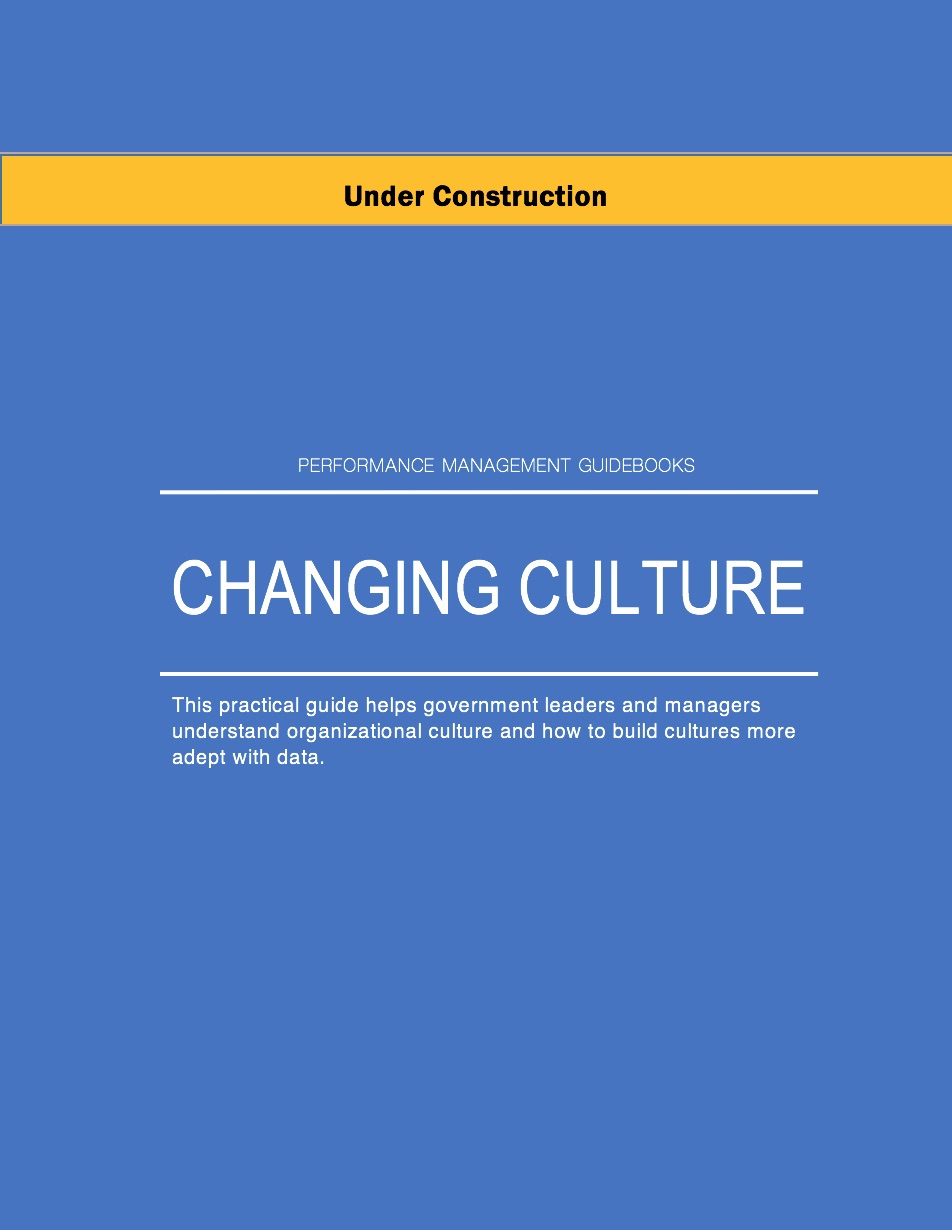 Under Construction
PERFORMANCE MANAGEMENT GUIDEBOOKS
CHANGING CULTURE
This practical guide helps government leaders and managers
understand organizational culture and how to build cultures more
adept with data.